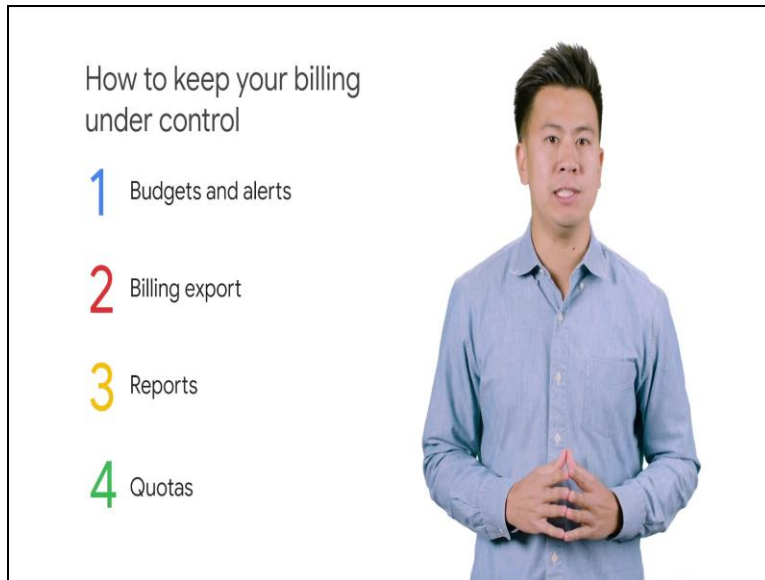 How to keep your billing
under control
1 Budgets and alerts
2 Billing export
3 Reports
4 Quotas